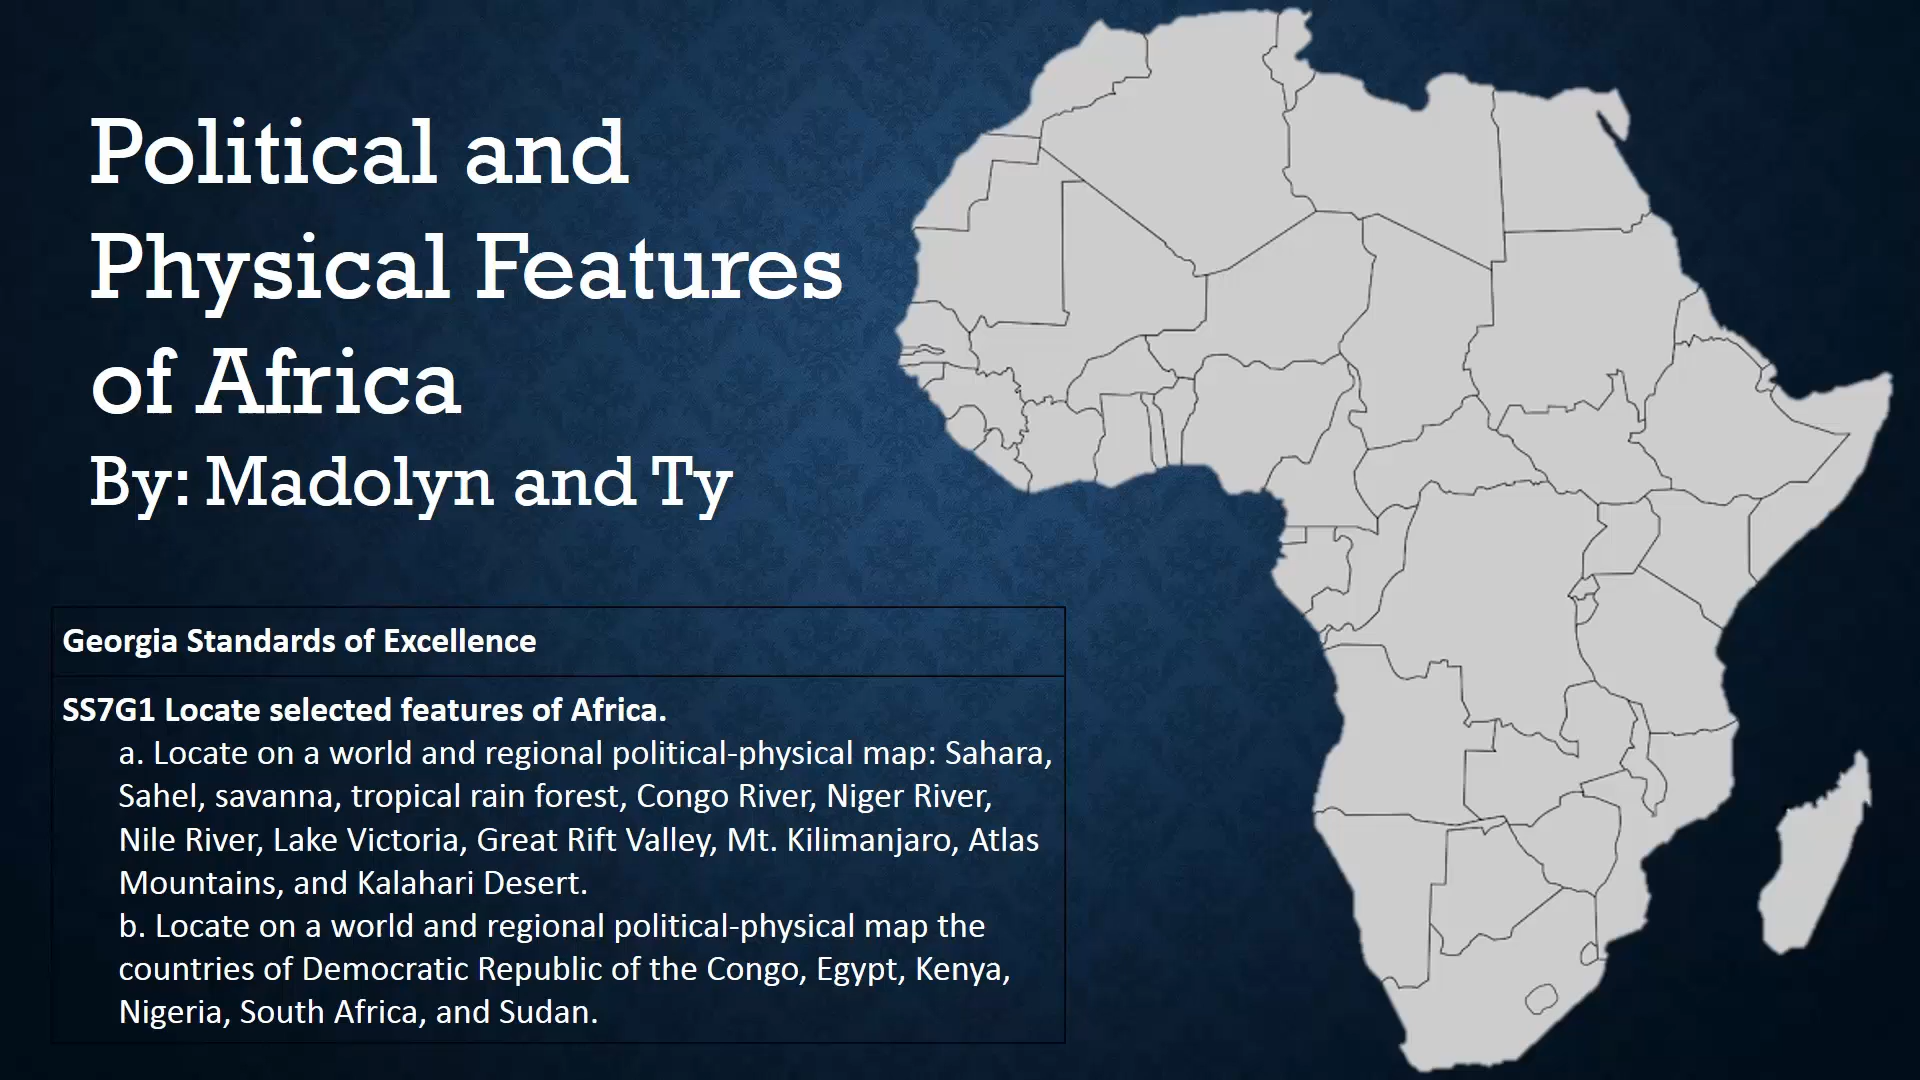 Political and
Physical Features
of Africa
By: Madolyn and Ty
Georgia Standards of Excellence
SS7G1 Locate selected features of Africa.
a. Locate on a world and regional political-physical map: Sahara,
Sahel, savanna, tropical rain forest, Congo River, Niger River,
Nile River, Lake Victoria, Great Rift Valley, Mt. Kilimanjaro, Atlas
Mountains, and Kalahari Desert.
b. Locate on a world and regional political-physical map the
countries of Democratic Republic of the Congo, Egypt, Kenya,
Nigeria, South Africa, and Sudan.